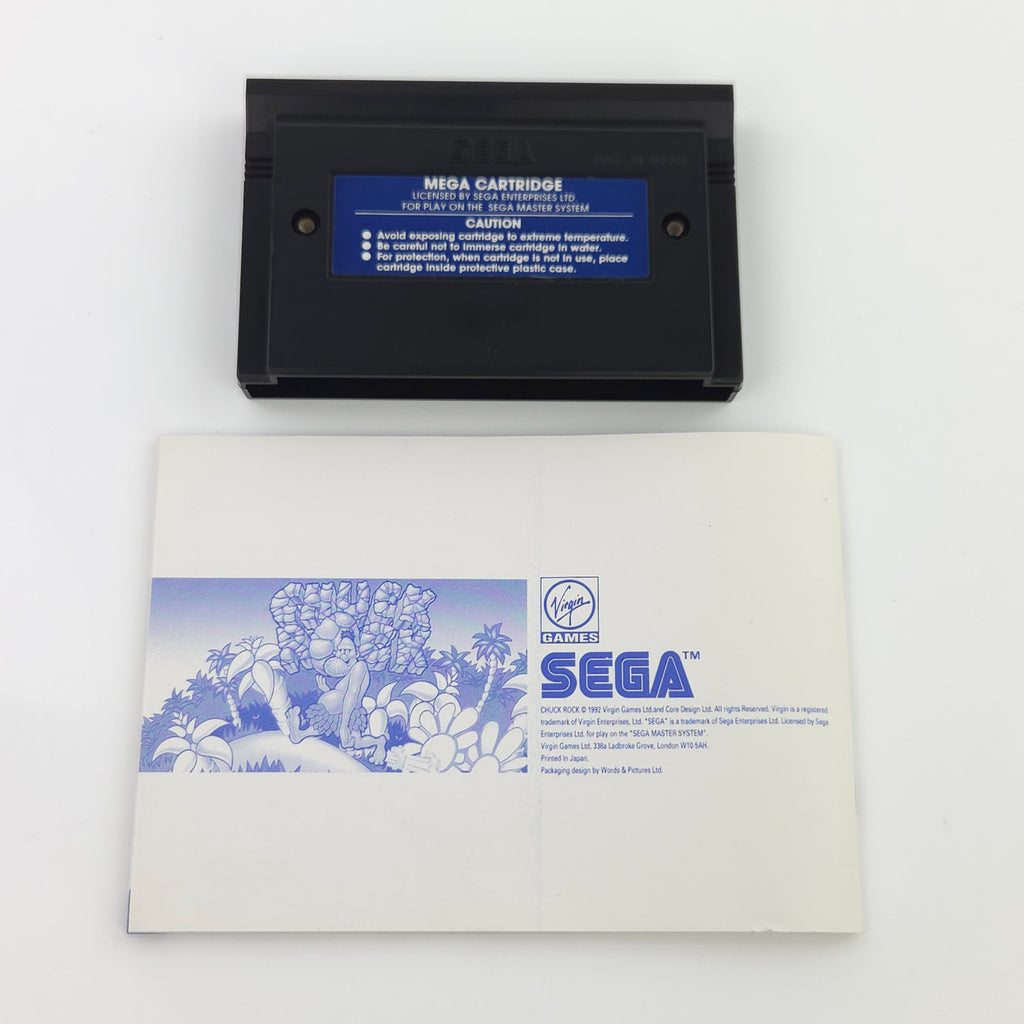 SEGA
MADE IN JAPAN
MEGA CARTRIDGE
LICENSED BY SEGA ENTERPRISES LTD.
FOR PLAY ON THE SEGA MASTER SYSTEM
CAUTION
● Avoid exposing cartridge to extreme temperature.
● Be careful not to immerse cartridge in water.
● For protection, when cartridge is not in use, place
cartridge inside protective plastic case.
CHUCK
ROCK
Virgin
GAMES
SEGA™
CHUCK ROCK © 1992 Virgin Games Ltd.and Core Design Ltd. All rights Reserved. Virgin is a registered
trademark of Virgin Enterprises, Ltd. "SEGA" is a trademark of Sega Enterprises Ltd. Licensed by Sega
Enterprises Ltd. for play on the "SEGA MASTER SYSTEM".
Virgin Games Ltd, 338a Ladbroke Grove, London W10 5AH.
Printed In Japan.
Packaging design by Words & Pictures Ltd.